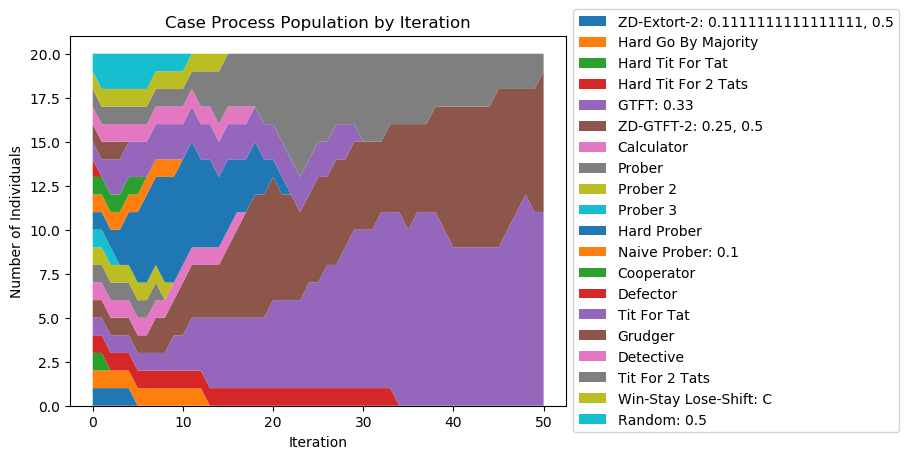 Case Process Population by Iteration
Number of Individuals
20.0
17.5
15.0
12.5
10.0
7.5
5.0
2.5
0.0
0
10
20
30
40
50
Iteration
ZD-Extort-2: 0.1111111111111111, 0.5
Hard Go By Majority
Hard Tit For Tat
Hard Tit For 2 Tats
GTFT: 0.33
ZD-GTFT-2: 0.25, 0.5
Calculator
Prober
Prober 2
Prober 3
Hard Prober
Naive Prober: 0.1
Cooperator
Defector
Tit For Tat
Grudger
Detective
Tit For 2 Tats
Win-Stay Lose-Shift: C
Random: 0.5